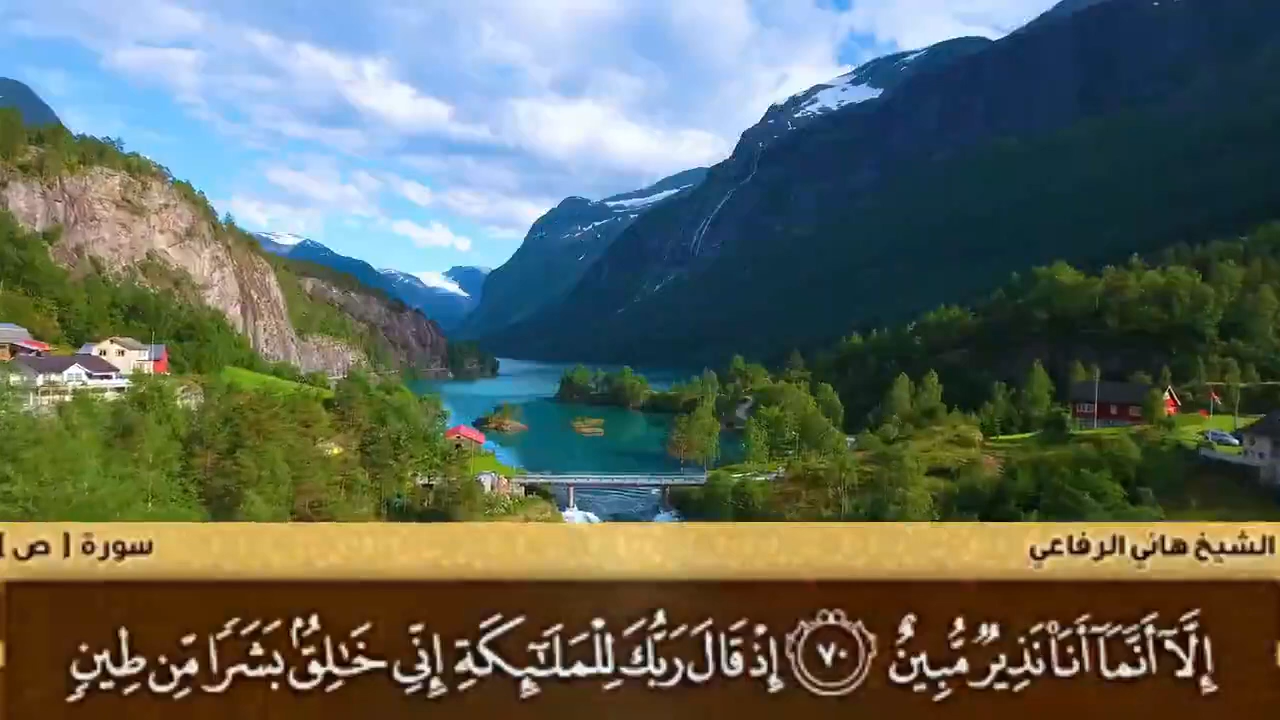 الشيخ هاني الرفاعي
سورة [ ص ]
إِلَّآ أَنَّمَآ أَنَا۠ نَذِيرٌ مُّبِينٌ ٧٠ إِذْ قَالَ رَبُّكَ لِلْمَلَٰٓئِكَةِ إِنِّي خَٰلِقٌۢ بَشَرًا مِّن طِينٍ